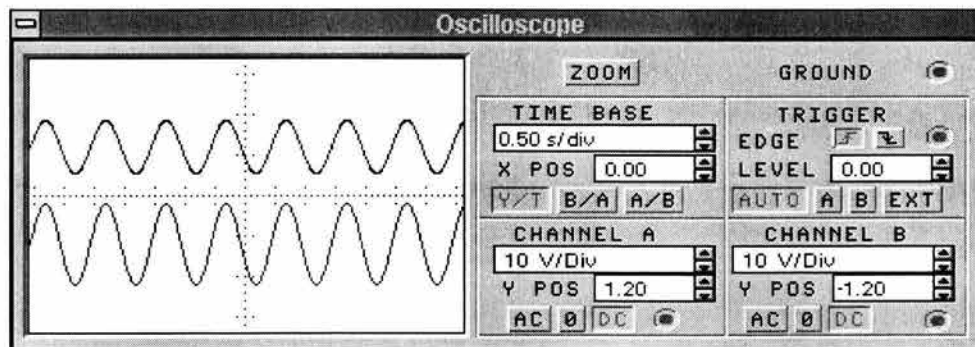 Oscilloscope
ZOOM GROUND
TIME BASE
0.50 s/div
X POS 0.00
Y/T B/A A/B
TRIGGER
EDGE
LEVEL 0.00
AUTO A B EXT
CHANNEL A
10 V/Div
Y POS 1.20
AC 0 DC
CHANNEL B
10 V/Div
Y POS -1.20
AC 0 DC